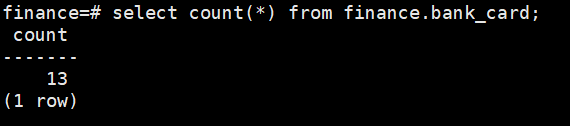 finance=# select count(*) from finance.bank_card;
 count
-------
    13
(1 row)